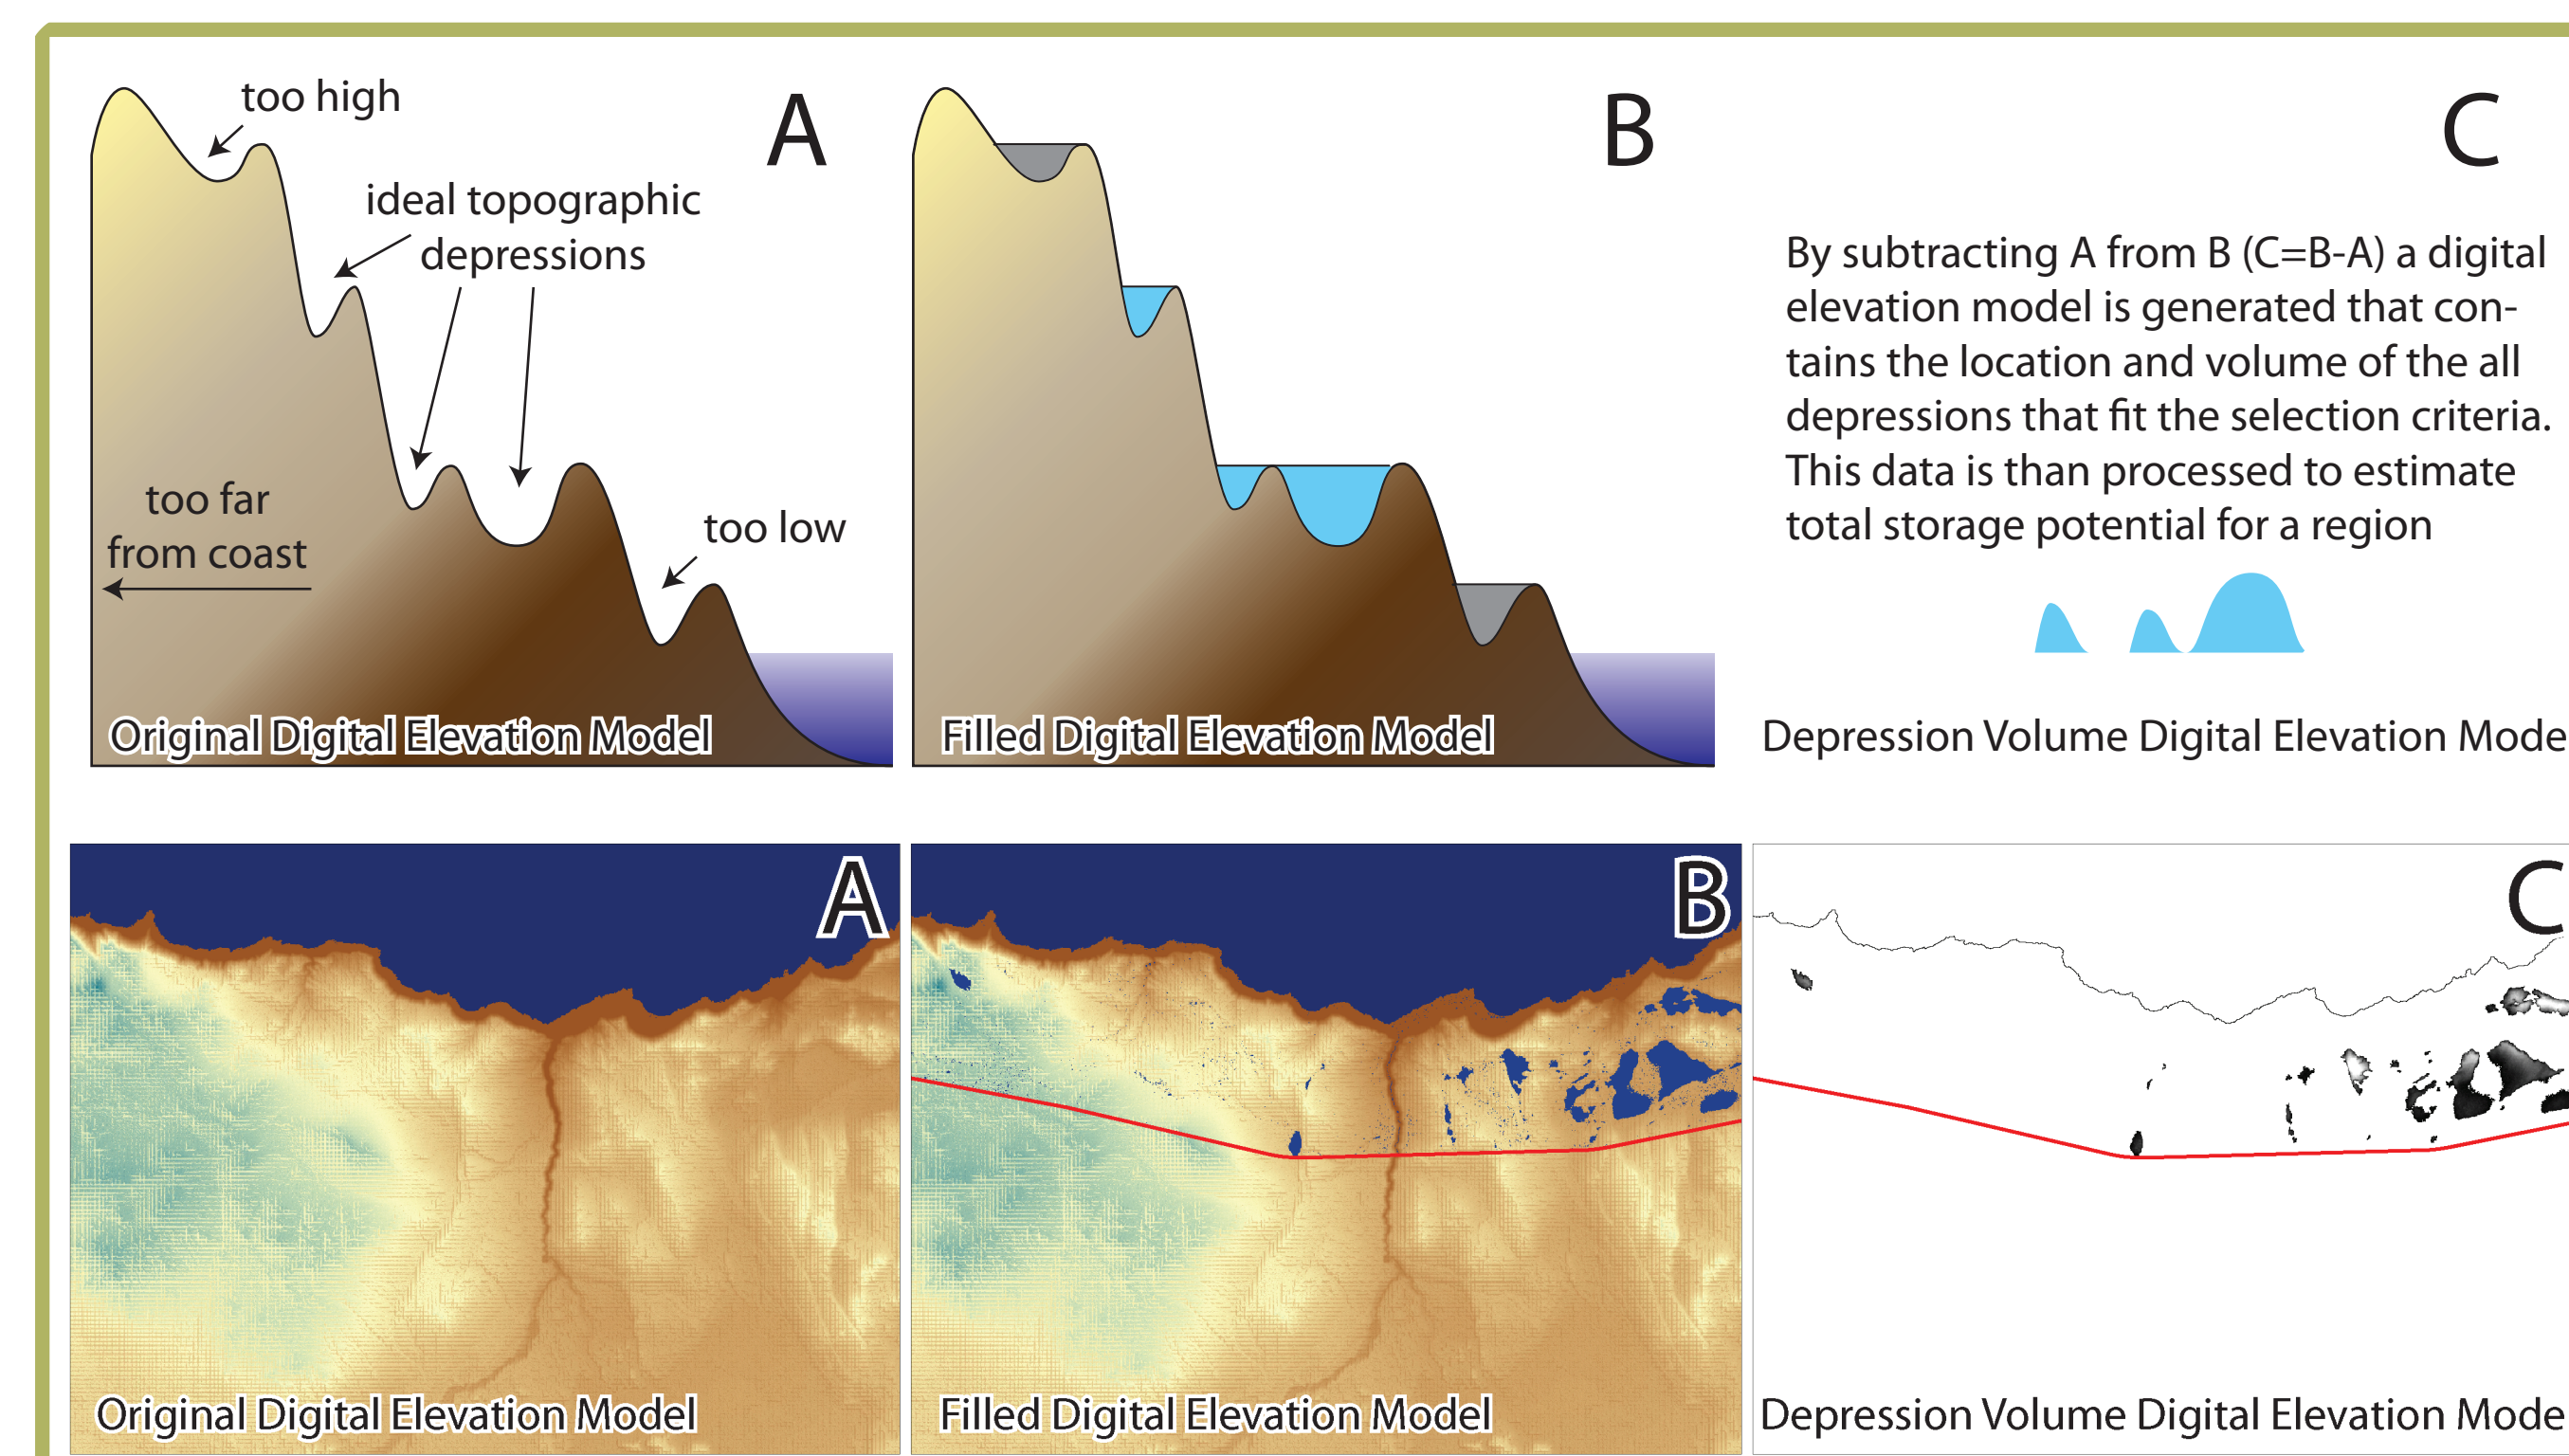 too high
A
ideal topographic
depressions
too far
from coast
too low
Original Digital Elevation Model
B
Filled Digital Elevation Model
C
By subtracting A from B (C=B-A) a digital
elevation model is generated that con-
tains the location and volume of the all
depressions that fit the selection criteria.
This data is than processed to estimate
total storage potential for a region
Depression Volume Digital Elevation Mode
A
Original Digital Elevation Model
B
Filled Digital Elevation Model
C
Depression Volume Digital Elevation Mode